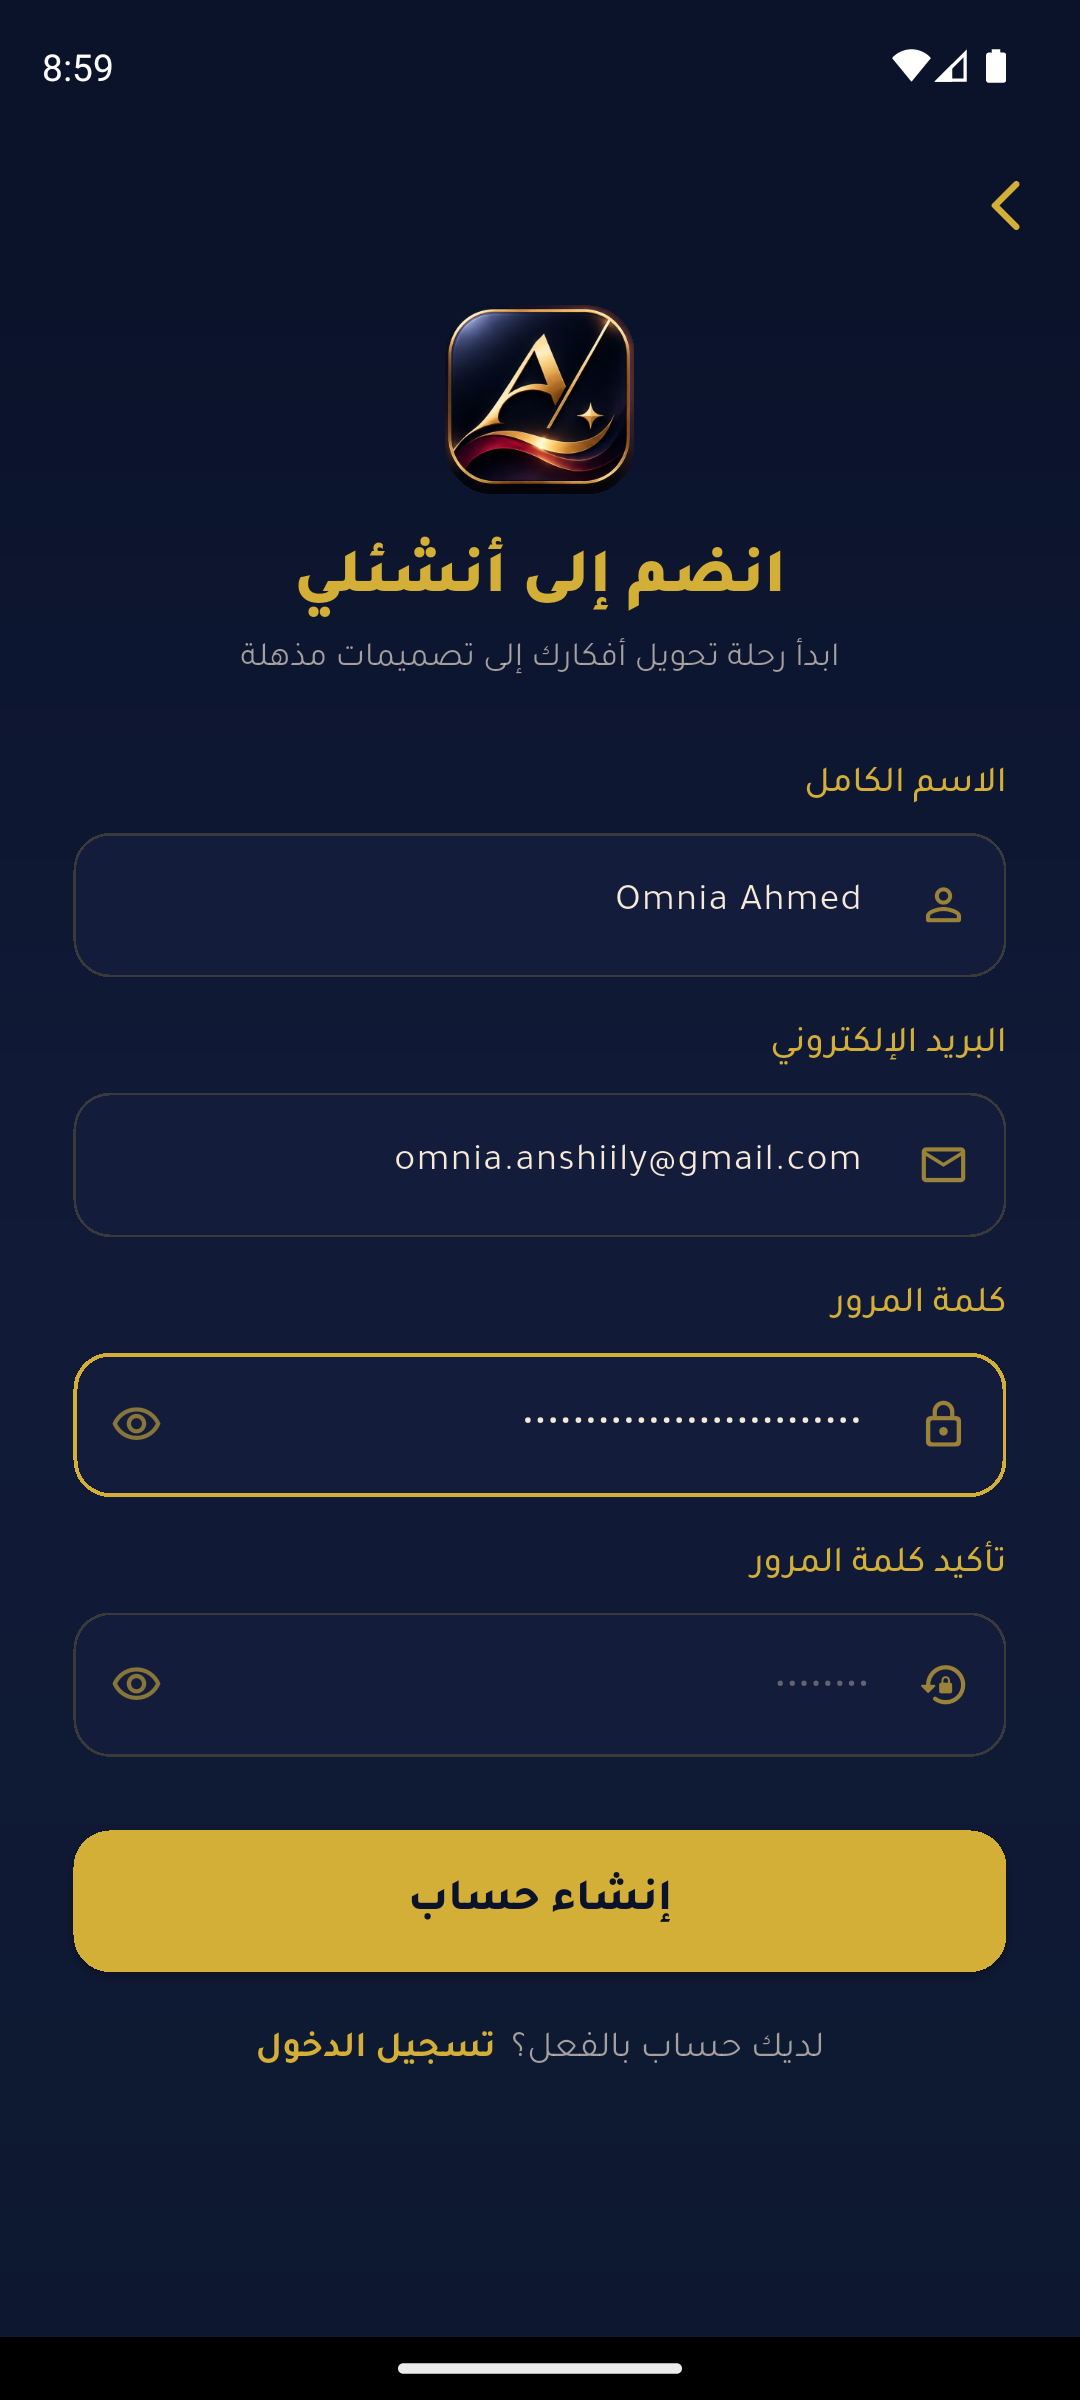 8:59
انضم إلى أنشئلي
ابدأ رحلة تحويل أفكارك إلى تصميمات مذهلة
الاسم الكامل
Omnia Ahmed
البريد الإلكتروني
omnia.anshiily@gmail.com
كلمة المرور
•••••••••••••••••••••••••••
تأكيد كلمة المرور
••••••••
إنشاء حساب
لديك حساب بالفعل؟ تسجيل الدخول